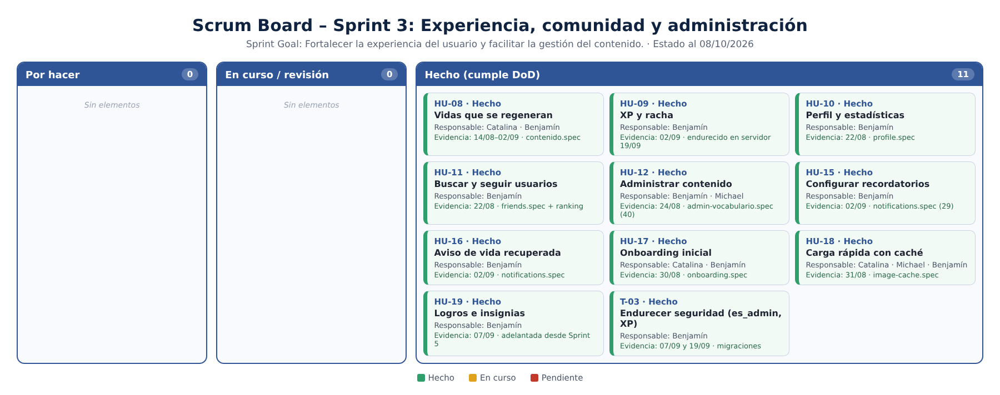 Scrum Board – Sprint 3: Experiencia, comunidad y administración
Sprint Goal: Fortalecer la experiencia del usuario y facilitar la gestión del contenido. · Estado al 08/10/2026
Por hacer
0
Sin elementos
En curso / revisión
0
Sin elementos
Hecho (cumple DoD)
11
HU-08 · Hecho
Vidas que se regeneran
Responsable: Catalina · Benjamín
Evidencia: 14/08–02/09 · contenido.spec
HU-09 · Hecho
XP y racha
Responsable: Benjamín
Evidencia: 02/09 · endurecido en servidor
19/09
HU-10 · Hecho
Perfil y estadísticas
Responsable: Benjamín
Evidencia: 22/08 · profile.spec
HU-11 · Hecho
Buscar y seguir usuarios
Responsable: Benjamín
Evidencia: 22/08 · friends.spec + ranking
HU-12 · Hecho
Administrar contenido
Responsable: Benjamín · Michael
Evidencia: 24/08 · admin-vocabulario.spec
(40)
HU-15 · Hecho
Configurar recordatorios
Responsable: Benjamín
Evidencia: 02/09 · notifications.spec (29)
HU-16 · Hecho
Aviso de vida recuperada
Responsable: Benjamín
Evidencia: 02/09 · notifications.spec
HU-17 · Hecho
Onboarding inicial
Responsable: Catalina · Benjamín
Evidencia: 30/08 · onboarding.spec
HU-18 · Hecho
Carga rápida con caché
Responsable: Catalina · Michael · Benjamín
Evidencia: 31/08 · image-cache.spec
HU-19 · Hecho
Logros e insignias
Responsable: Benjamín
Evidencia: 07/09 · adelantada desde Sprint
5
T-03 · Hecho
Endurecer seguridad (es_admin,
XP)
Responsable: Benjamín
Evidencia: 07/09 y 19/09 · migraciones
Hecho
En curso
Pendiente